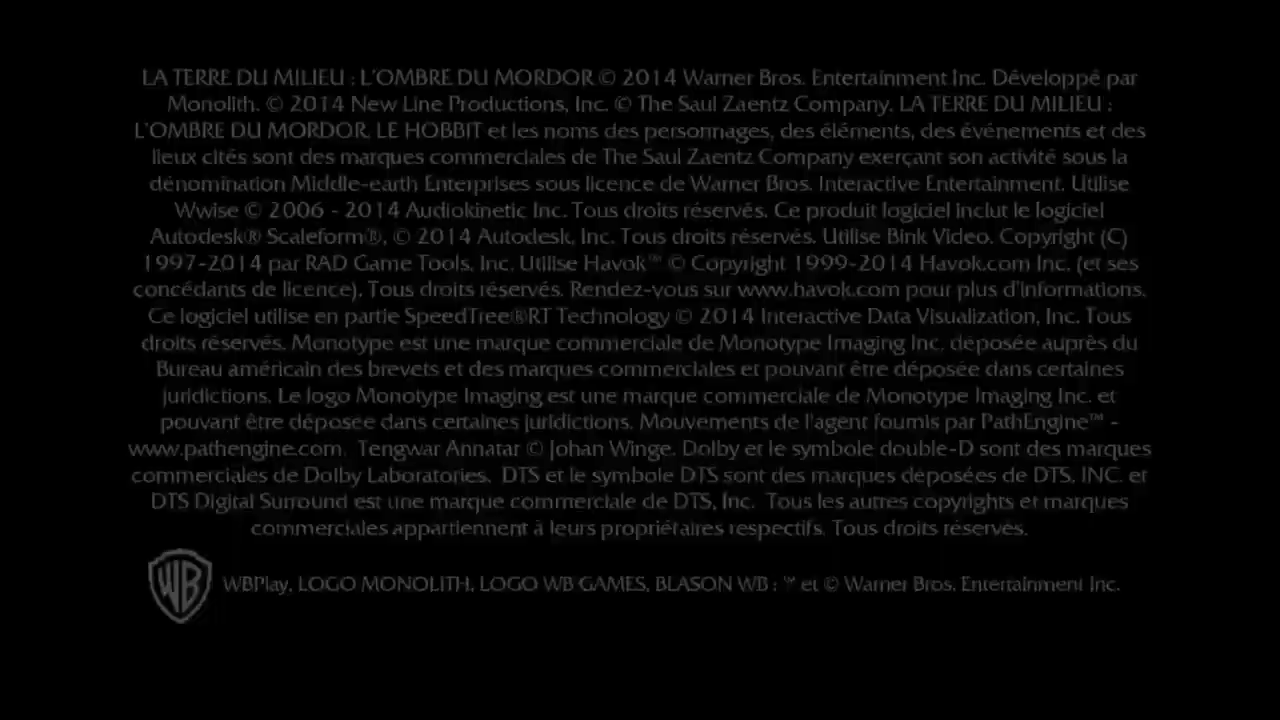 LA TERRE DU MILIEU : L'OMBRE DU MORDOR © 2014 Warner Bros. Entertainment Inc. Développé par
Monolith. © 2014 New Line Productions, Inc. © The Saul Zaentz Company. LA TERRE DU MILIEU :
L'OMBRE DU MORDOR, LE HOBBIT et les noms des personnages, des éléments, des événements et des
lieux cités sont des marques commerciales de The Saul Zaentz Company exerçant son activité sous la
dénomination Middle-earth Enterprises sous licence de Warner Bros. Interactive Entertainment. Utilise
Wwise © 2006 - 2014 Audiokinetic Inc. Tous droits réservés. Ce produit logiciel inclut le logiciel
Autodesk® Scaleform®, © 2014 Autodesk, Inc. Tous droits réservés. Utilise Bink Video. Copyright (C)
1997-2014 par RAD Game Tools, Inc. Utilise Havok™ © Copyright 1999-2014 Havok.com Inc. (et ses
concédants de licence). Tous droits réservés. Rendez-vous sur www.havok.com pour plus d'informations.
Ce logiciel utilise en partie SpeedTree®RT Technology © 2014 Interactive Data Visualization, Inc. Tous
droits réservés. Monotype est une marque commerciale de Monotype Imaging Inc. déposée auprès du
Bureau américain des brevets et des marques commerciales et pouvant être déposée dans certaines
juridictions. Le logo Monotype Imaging est une marque commerciale de Monotype Imaging Inc. et
pouvant être déposée dans certaines juridictions. Mouvements de l'agent fournis par PathEngine™ -
www.pathengine.com. Tengwar Annatar © Johan Winge. Dolby et le symbole double-D sont des marques
commerciales de Dolby Laboratories. DTS et le symbole DTS sont des marques déposées de DTS, INC. et
DTS Digital Surround est une marque commerciale de DTS, Inc. Tous les autres copyrights et marques
commerciales appartiennent à leurs propriétaires respectifs. Tous droits réservés.
WB WBPlay, LOGO MONOLITH, LOGO WB GAMES, BLASON WB : ™ et © Warner Bros. Entertainment Inc.